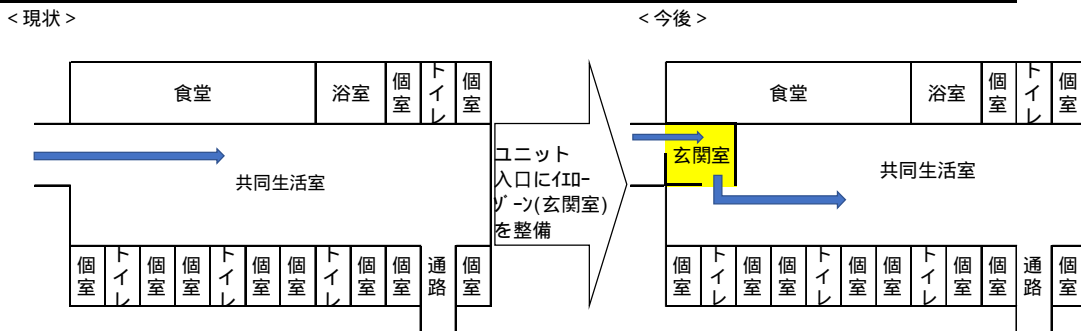 <現状>
<今後>
食堂
浴室
個室
トイレ
個室
共同生活室
個室
トイレ
個室
個室
トイレ
個室
個室
トイレ
個室
個室
通路
個室
ユニット
入口にｲｴﾛｰ
ｿﾞｰﾝ(玄関室)
を整備
食堂
浴室
個室
トイレ
個室
玄関室
共同生活室
個室
トイレ
個室
個室
トイレ
個室
個室
トイレ
個室
個室
通路
個室